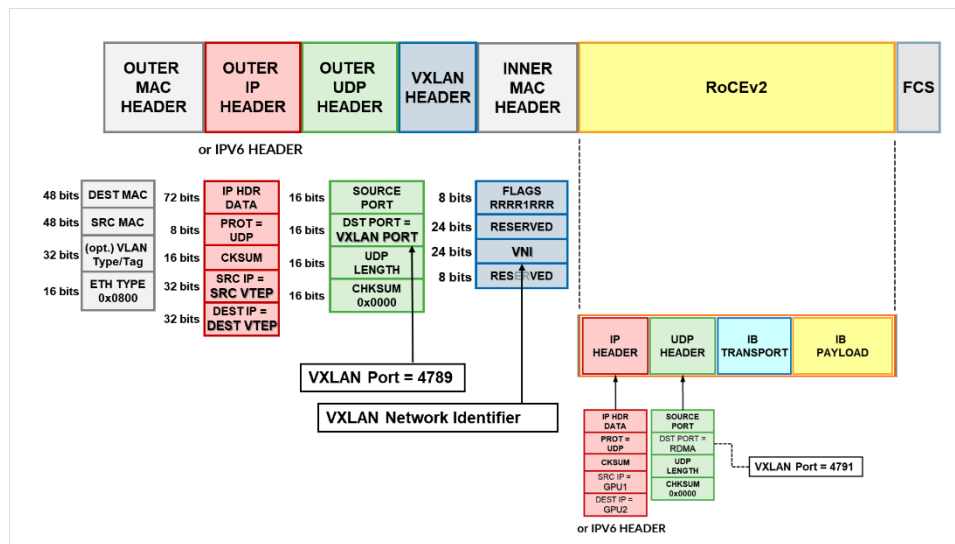 OUTER
MAC
HEADER
OUTER
IP
HEADER
OUTER
UDP
HEADER
VXLAN
HEADER
INNER
MAC
HEADER
RoCEv2
FCS
or IPV6 HEADER
48 bits
DEST MAC
48 bits
SRC MAC
32 bits
(opt.) VLAN
Type/Tag
16 bits
ETH TYPE
0x0800
72 bits
IP HDR
DATA
8 bits
PROT =
UDP
16 bits
CKSUM
32 bits
SRC IP =
SRC VTEP
32 bits
DEST IP =
DEST VTEP
16 bits
SOURCE
PORT
16 bits
DST PORT =
VXLAN PORT
16 bits
UDP
LENGTH
16 bits
CHKSUM
0x0000
8 bits
FLAGS
RRRR1RRR
24 bits
RESERVED
24 bits
VNI
8 bits
RESERVED
VXLAN Port = 4789
VXLAN Network Identifier
IP
HEADER
UDP
HEADER
IB
TRANSPORT
IB
PAYLOAD
IP HDR
DATA
PROT =
UDP
CKSUM
SRC IP =
GPU1
DEST IP =
GPU2
SOURCE
PORT
DST PORT =
RDMA
UDP
LENGTH
CHKSUM
0x0000
VXLAN Port = 4791
or IPV6 HEADER